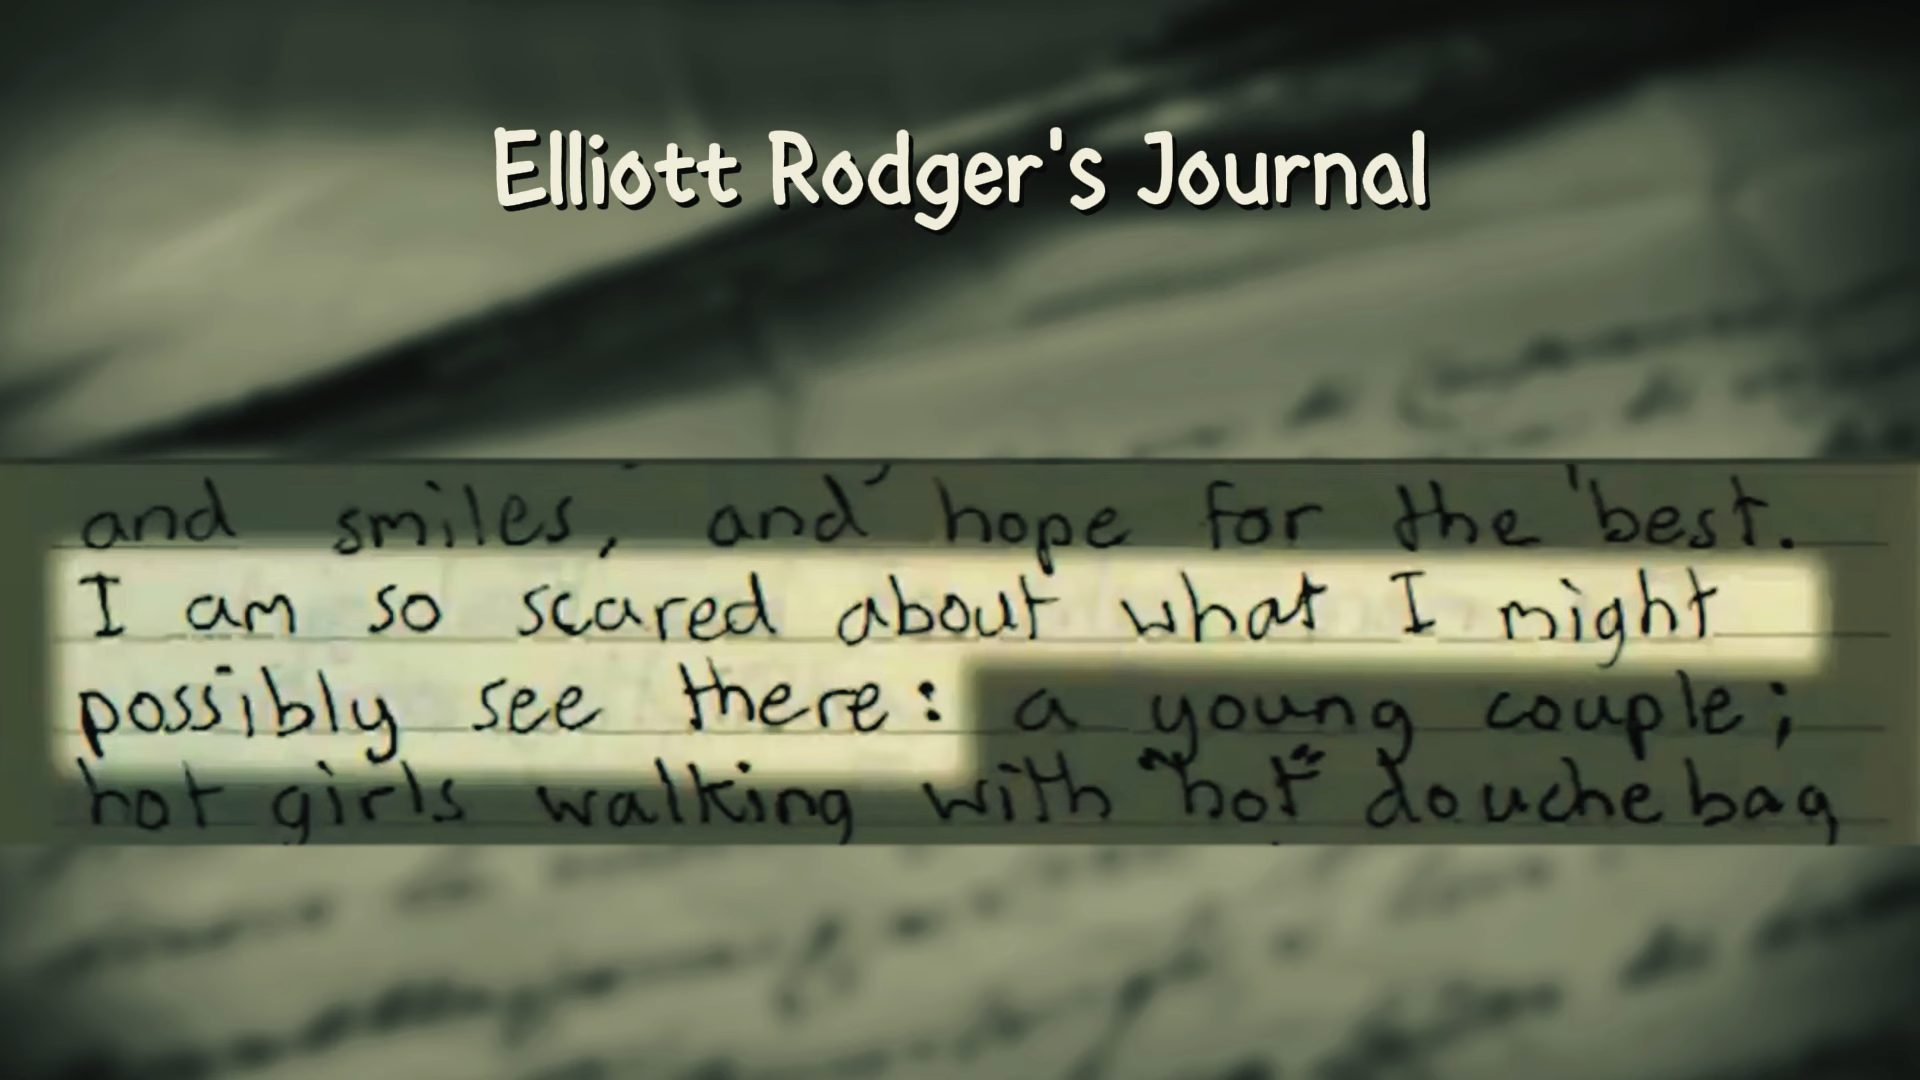 Elliott Rodger's Journal
and smiles, and hope for the best.
I am so scared about what I might
possibly see there: a young couple;
hot girls walking with "hot" douchebag